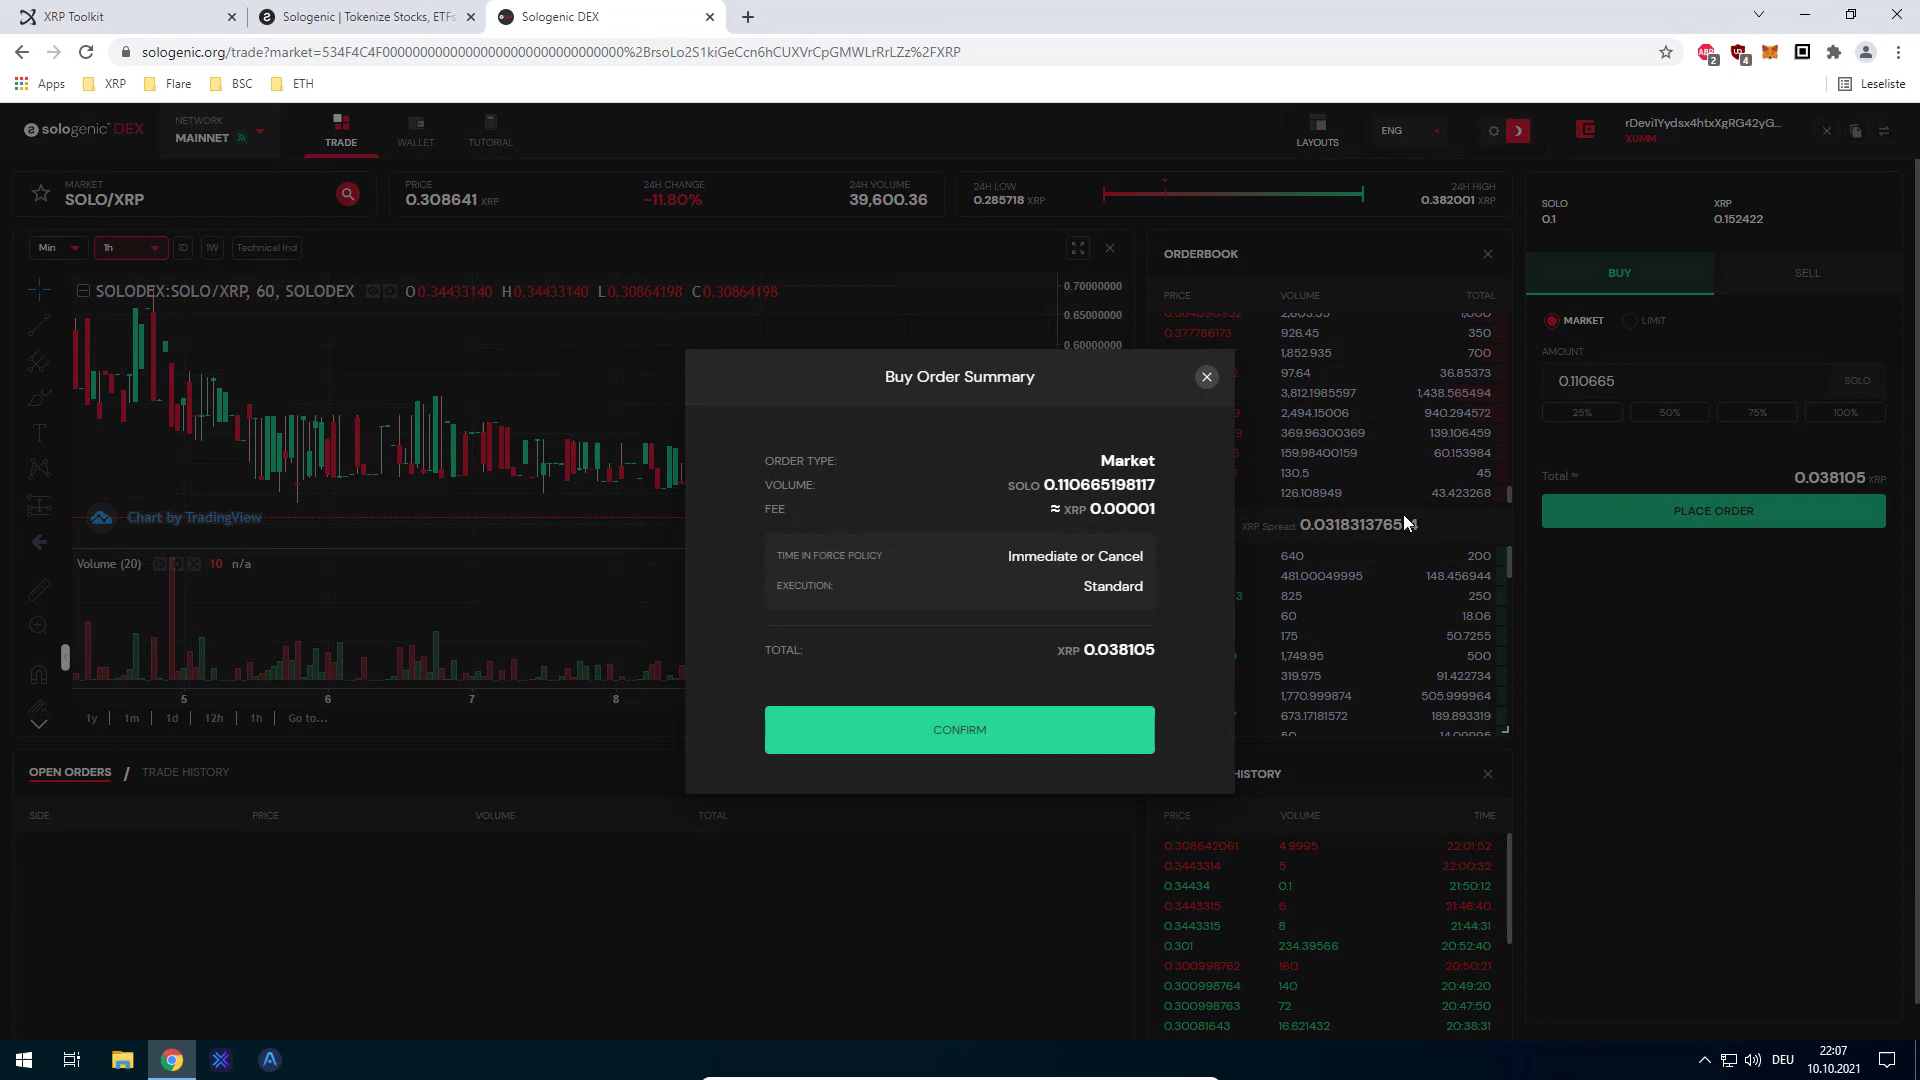 XRP Toolkit
Sologenic | Tokenize Stocks, ETFs
Sologenic DEX
sologenic.org/trade?market=534F4C4F00000000000000000000000000000000%2BrsoLo2S1kiGeCcn6hCUXVrCpGMWLrRrLZz%2FXRP
2
4
Apps
XRP
Flare
BSC
ETH
Leseliste
sologenic DEX
NETWORK
MAINNET
TRADE
WALLET
TUTORIAL
LAYOUTS
ENG
rDevi1Yydsx4htxXgRG42yG...
XUMM
MARKET
SOLO/XRP
PRICE
0.308641 XRP
24H CHANGE
-11.80%
24H VOLUME
39,600.36
24H LOW
0.285718 XRP
24H HIGH
0.382001 XRP
SOLO
0.1
XRP
0.152422
Min
1h
1D
1W
Technical Ind
SOLODEX:SOLO/XRP, 60, SOLODEX
O0.34433140 H0.34433140 L0.30864198 C0.30864198
0.70000000
0.65000000
0.60000000
Chart by TradingView
Volume (20)
10 n/a
5
6
7
8
1y | 1m | 1d | 12h | 1h | Go to...
ORDERBOOK
PRICE VOLUME TOTAL
0.377786173 926.45 350
1,852.935 700
97.64 36.85373
3,812.1985597 1,438.565494
2,494.15006 940.294572
369.96300369 139.106459
159.98400159 60.153984
130.5 45
126.108949 43.423268
XRP Spread: 0.0318313765
640 200
481.00049995 148.456944
825 250
60 18.06
175 50.7255
1,749.95 500
319.975 91.422734
1,770.999874 505.999964
673.17181572 189.893319
50 14.09995
BUY
SELL
MARKET
LIMIT
AMOUNT
0.110665 SOLO
25%
50%
75%
100%
Total ≈ 0.038105 XRP
PLACE ORDER
Buy Order Summary
ORDER TYPE: Market
VOLUME: SOLO 0.110665198117
FEE ≈ XRP 0.00001
TIME IN FORCE POLICY Immediate or Cancel
EXECUTION: Standard
TOTAL: XRP 0.038105
CONFIRM
OPEN ORDERS / TRADE HISTORY
SIDE PRICE VOLUME TOTAL
HISTORY
PRICE VOLUME TIME
0.308642061 4.9995 22:01:52
0.3443314 5 22:00:32
0.34434 0.1 21:50:12
0.3443315 6 21:46:40
0.3443315 8 21:44:31
0.301 234.39566 20:52:40
0.300998762 160 20:50:21
0.300998764 140 20:49:20
0.300998763 72 20:47:50
0.30081643 16.621432 20:38:31
DEU
22:07
10.10.2021